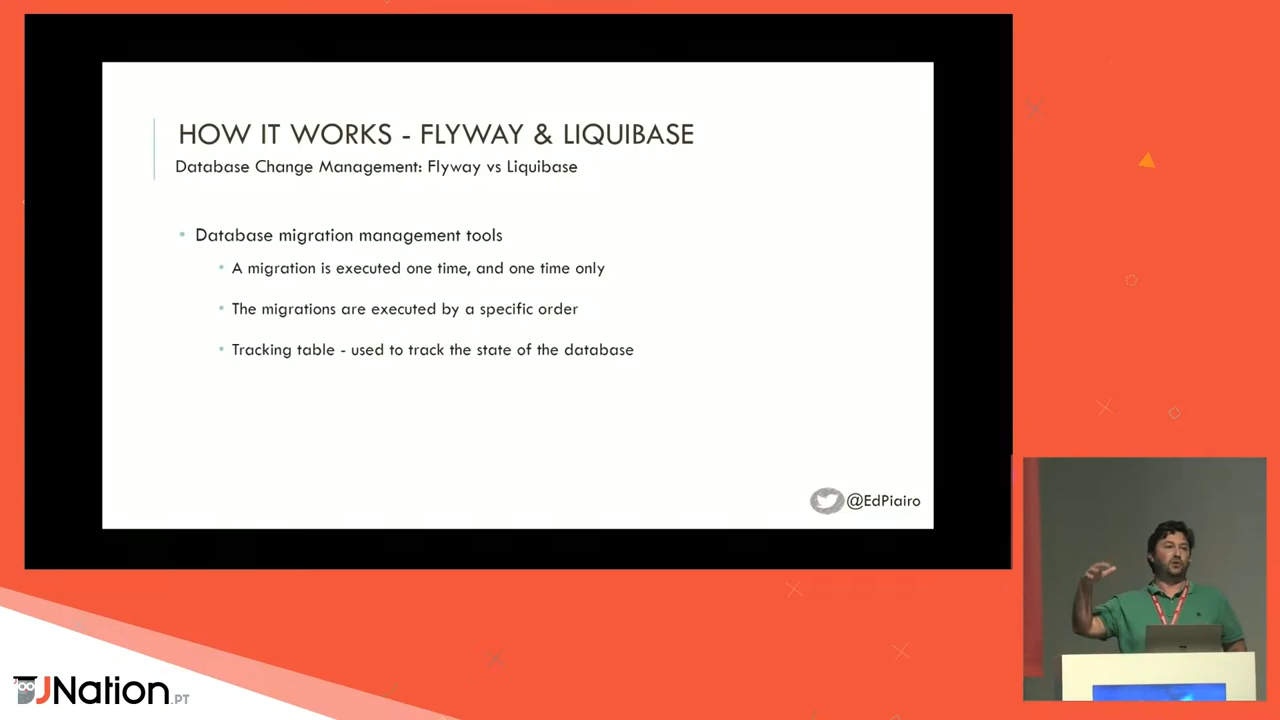 HOW IT WORKS - FLYWAY & LIQUIBASE
Database Change Management: Flyway vs Liquibase
• Database migration management tools
• A migration is executed one time, and one time only
• The migrations are executed by a specific order
• Tracking table - used to track the state of the database
@EdPiairo
JNation.PT